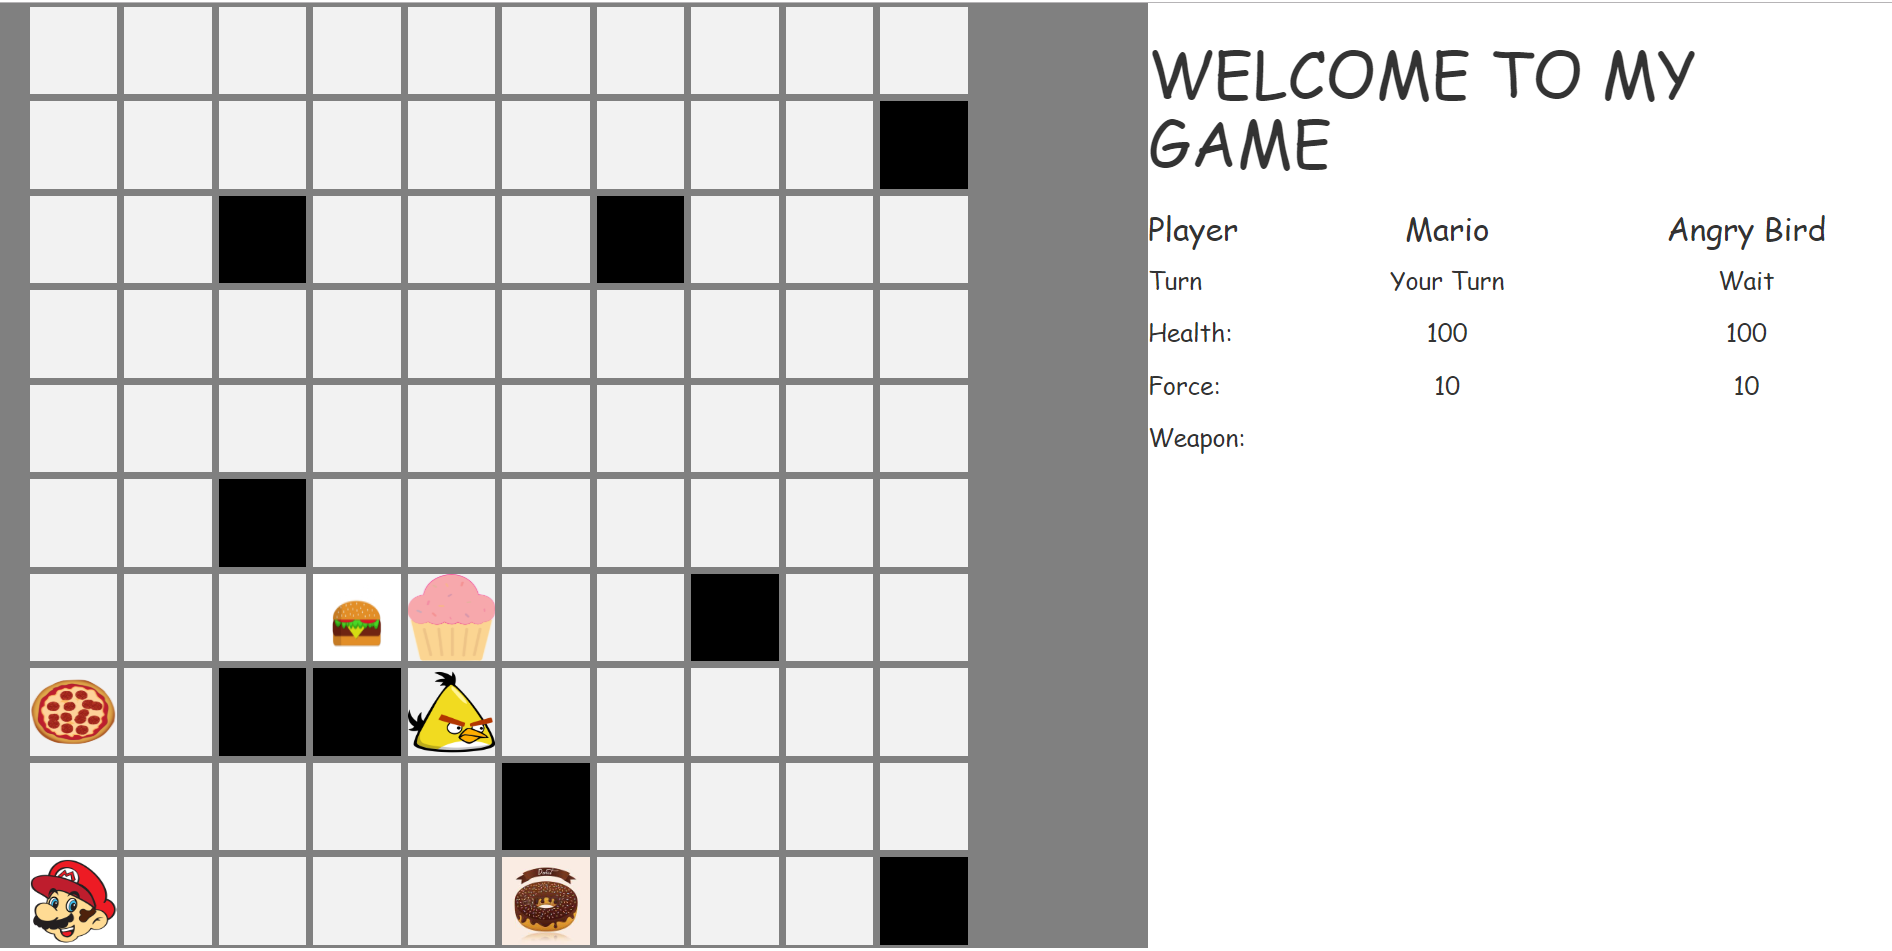 WELCOME TO MY
GAME
Player Mario Angry Bird
Turn Your Turn Wait
Health: 100 100
Force: 10 10
Weapon:
M